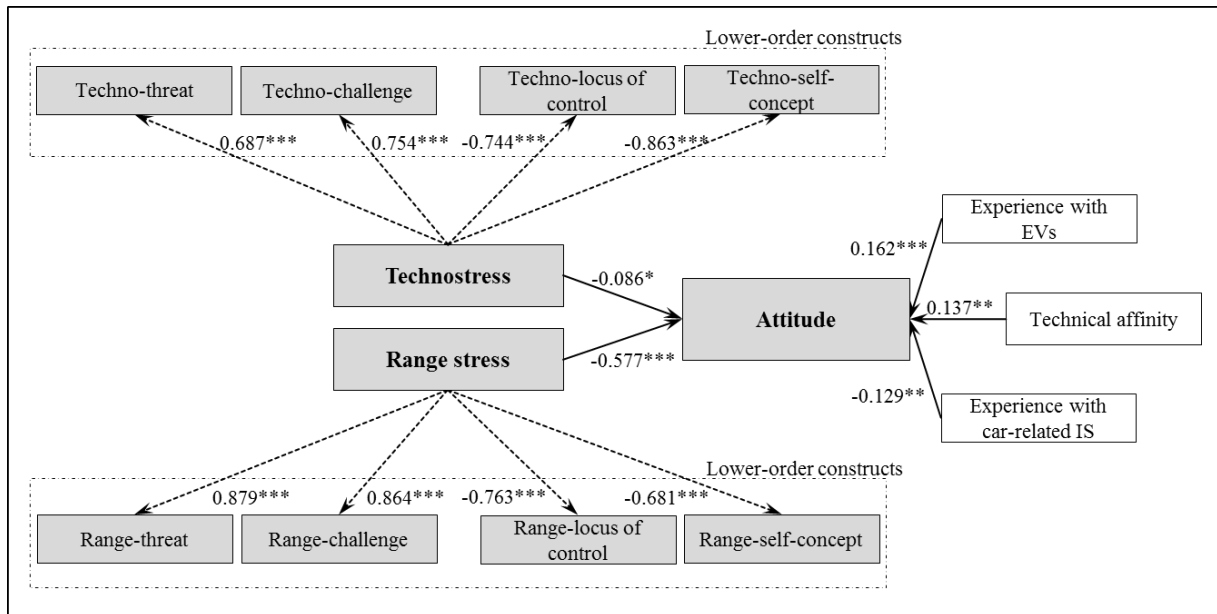 Lower-order constructs
Techno-threat
Techno-challenge
Techno-locus of
control
Techno-self-
concept
0.687***
0.754***
-0.744***
-0.863***
Technostress
-0.086*
Range stress
-0.577***
Attitude
Experience with
EVs
0.162***
0.137**
Technical affinity
-0.129**
Experience with
car-related IS
Lower-order constructs
0.879***
0.864***
-0.763***
-0.681***
Range-threat
Range-challenge
Range-locus of
control
Range-self-concept